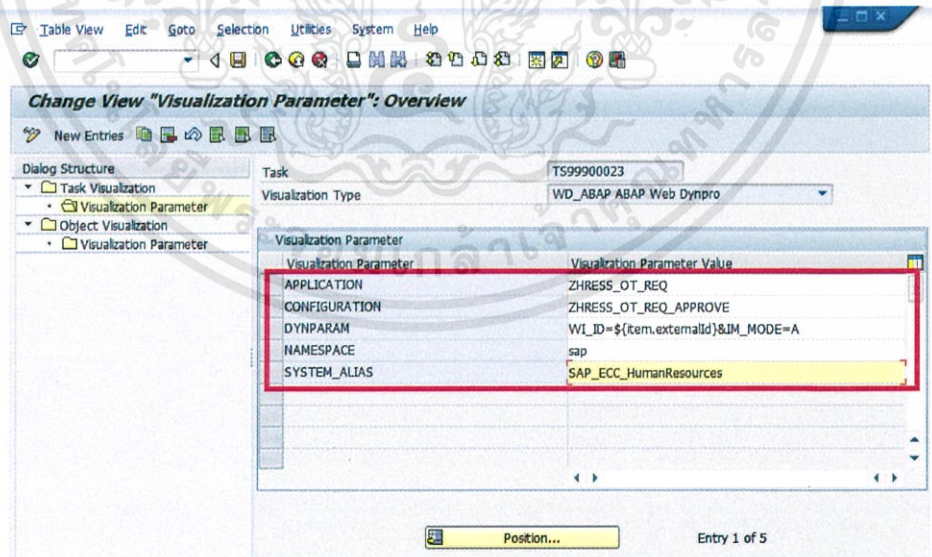 Table View Edit Goto Selection Utilities System Help
Change View "Visualization Parameter": Overview
New Entries
Dialog Structure
Task Visualization
Visualization Parameter
Object Visualization
Visualization Parameter
Task TS99900023
Visualization Type WD_ABAP ABAP Web Dynpro
Visualization Parameter
Visualization Parameter Visualization Parameter Value
APPLICATION ZHRESS_OT_REQ
CONFIGURATION ZHRESS_OT_REQ_APPROVE
DYNPARAM WI_ID=${item.externalId}&IM_MODE=A
NAMESPACE sap
SYSTEM_ALIAS SAP_ECC_HumanResources
Position... Entry 1 of 5